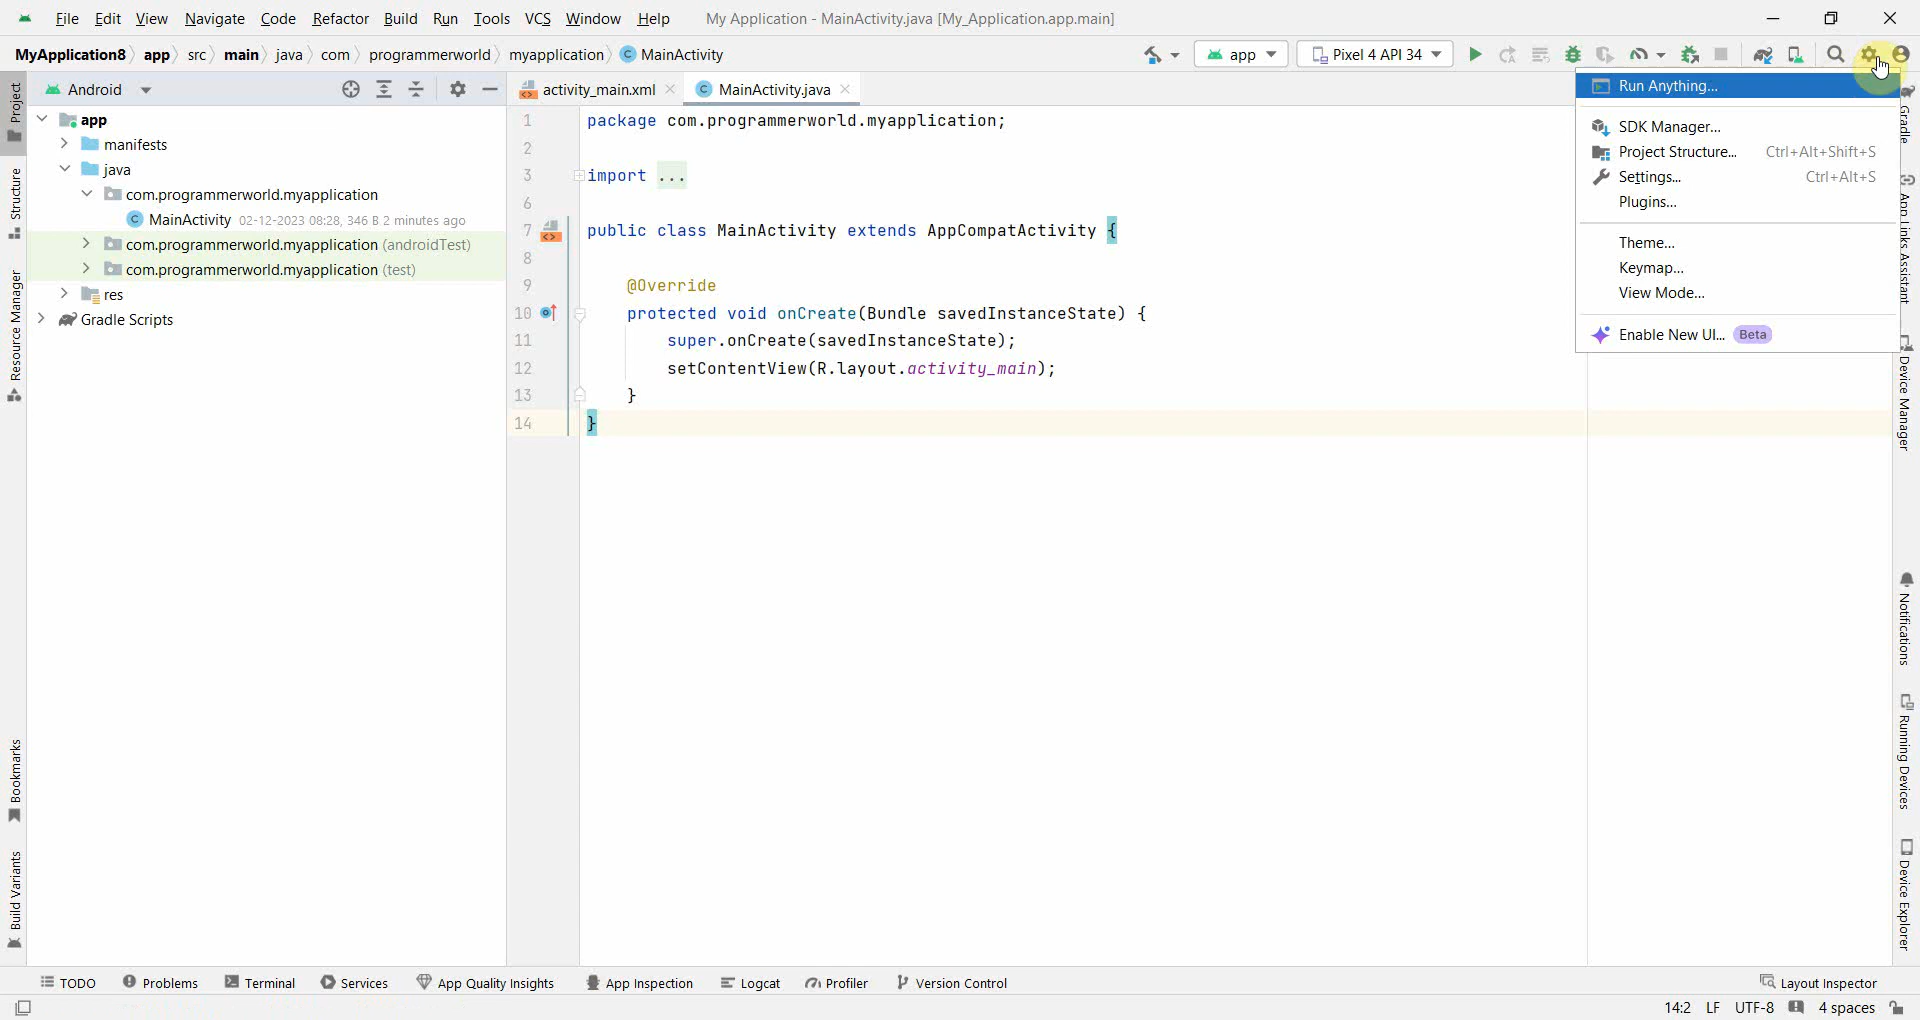 File Edit View Navigate Code Refactor Build Run Tools VCS Window Help My Application - MainActivity.java [My_Application.app.main]
MyApplication8 app src main java com programmerworld myapplication MainActivity app Pixel 4 API 34
Android
activity_main.xml MainActivity.java
app
manifests
java
com.programmerworld.myapplication
MainActivity 02-12-2023 08:28, 346 B 2 minutes ago
com.programmerworld.myapplication (androidTest)
com.programmerworld.myapplication (test)
res
Gradle Scripts
1 package com.programmerworld.myapplication;
2
3 import ...
6
7 public class MainActivity extends AppCompatActivity {
8
9 @Override
10 protected void onCreate(Bundle savedInstanceState) {
11 super.onCreate(savedInstanceState);
12 setContentView(R.layout.activity_main);
13 }
14 }
Run Anything...
SDK Manager...
Project Structure... Ctrl+Alt+Shift+S
Settings... Ctrl+Alt+S
Plugins...
Theme...
Keymap...
View Mode...
Enable New UI... Beta
Project
Structure
Resource Manager
Bookmarks
Build Variants
Gradle
App Links Assistant
Device Manager
Notifications
Running Devices
Device Explorer
TODO Problems Terminal Services App Quality Insights App Inspection Logcat Profiler Version Control Layout Inspector
14:2 LF UTF-8 4 spaces